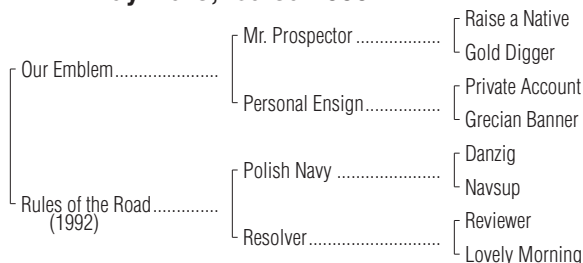 Raise a Native
Mr. Prospector ..................
Gold Digger
Our Emblem......................
Private Account
Personal Ensign................
Grecian Banner
Danzig
Polish Navy ......................
Navsup
Rules of the Road..............
(1992)
Reviewer
Resolver............................
Lovely Morning